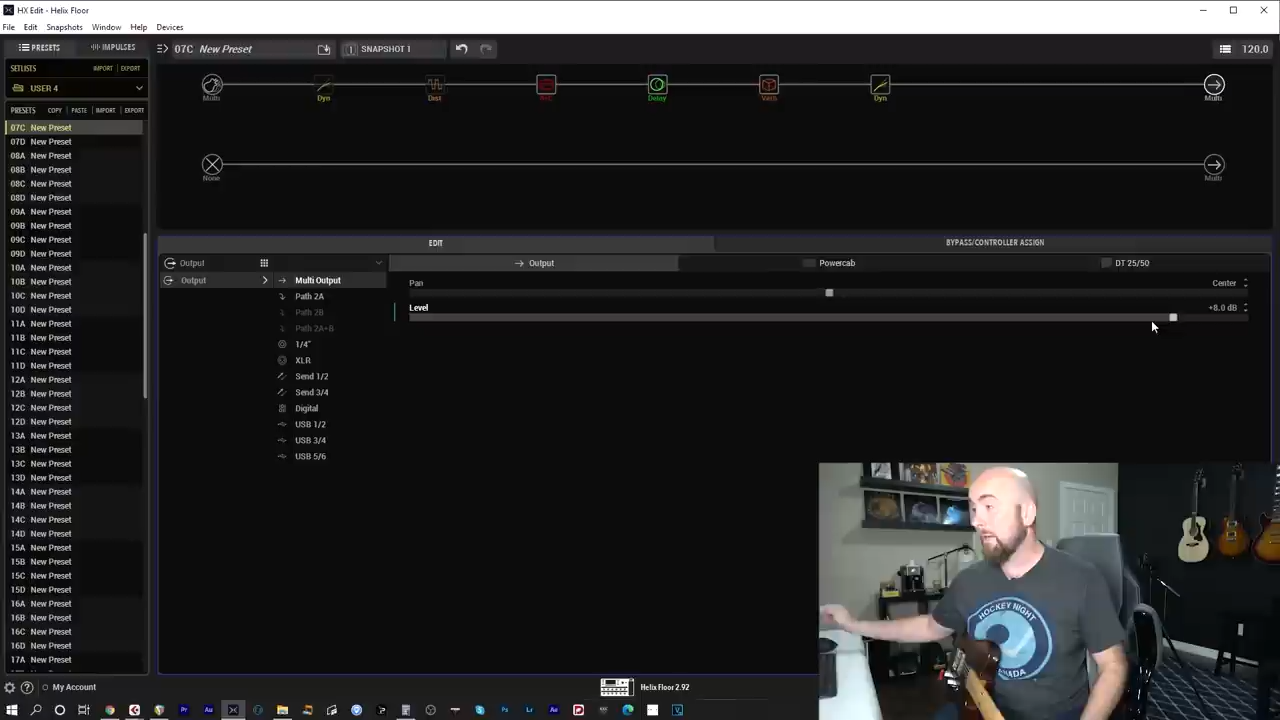 HX Edit - Helix Floor
File Edit Snapshots Window Help Devices
PRESETS IMPULSES
07C New Preset
SNAPSHOT 1
120.0
SETLISTS IMPORT EXPORT
USER 4
PRESETS COPY PASTE IMPORT EXPORT
07C New Preset
07D New Preset
08A New Preset
08B New Preset
08C New Preset
08D New Preset
09A New Preset
09B New Preset
09C New Preset
09D New Preset
10A New Preset
10B New Preset
10C New Preset
10D New Preset
11A New Preset
11B New Preset
11C New Preset
11D New Preset
12A New Preset
12B New Preset
12C New Preset
12D New Preset
13A New Preset
13B New Preset
13C New Preset
13D New Preset
14A New Preset
14B New Preset
14C New Preset
14D New Preset
15A New Preset
15B New Preset
15C New Preset
15D New Preset
16A New Preset
16B New Preset
16C New Preset
16D New Preset
17A New Preset
Multi Dyn Dist A+C Delay Verb Dyn Multi
None Multi
EDIT BYPASS/CONTROLLER ASSIGN
Output
Output
Multi Output
Path 2A
Path 2B
Path 2A+B
1/4"
XLR
Send 1/2
Send 3/4
Digital
USB 1/2
USB 3/4
USB 5/6
Output Powercab DT 25/50
Pan Center
Level +8.0 dB
HOCKEY NIGHT
My Account
Helix Floor 2.92